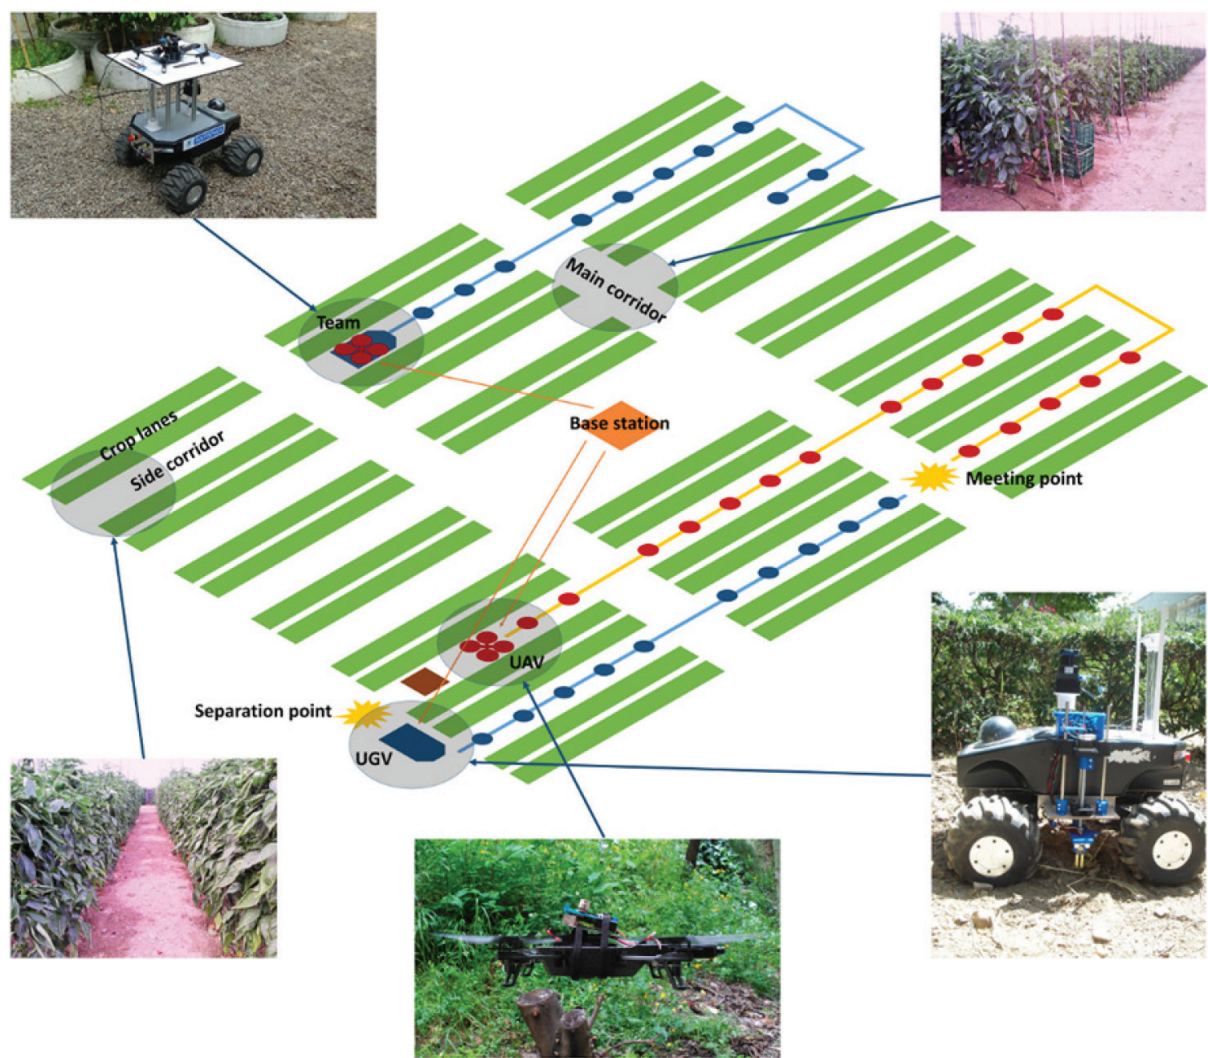 Team
Main corridor
Base station
Crop lanes
Side corridor
Meeting point
UAV
Separation point
UGV